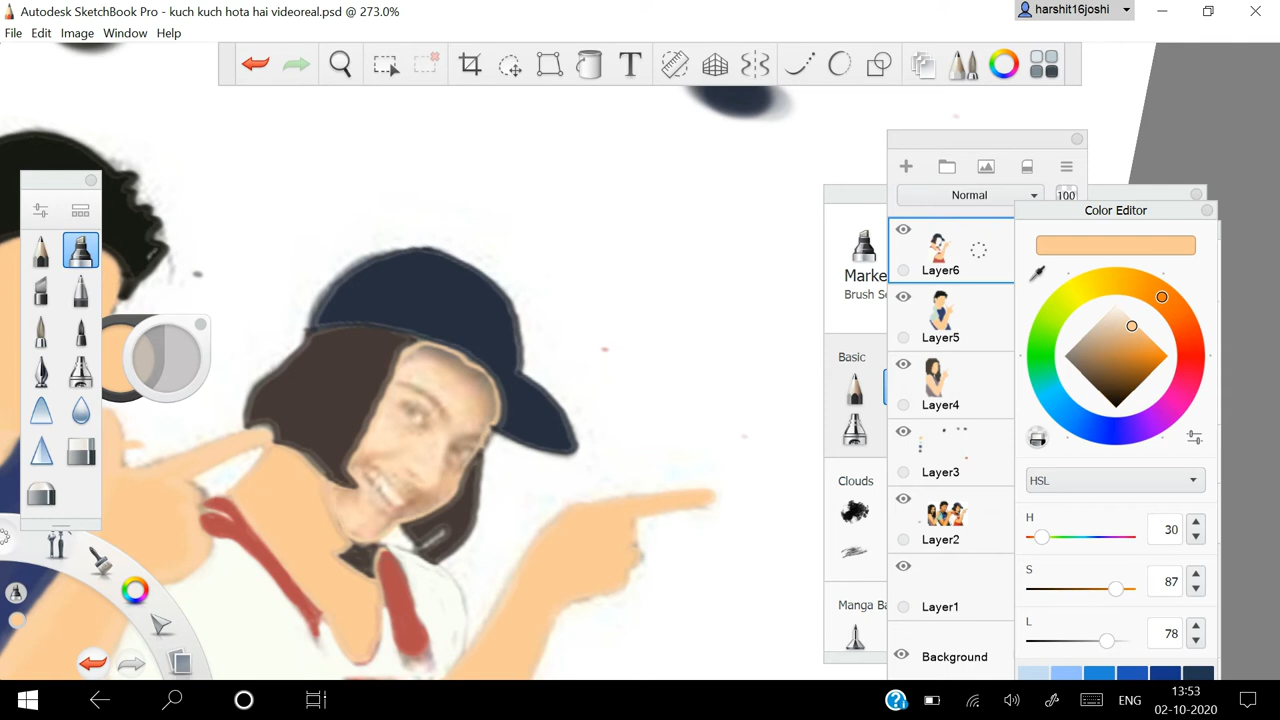 Autodesk SketchBook Pro - kuch kuch hota hai videoreal.psd @ 273.0%
harshit16joshi
File Edit Image Window Help
T
Normal
100
Color Editor
Marke
Brush Se
Layer6
Layer5
Basic
Layer4
Layer3
Clouds
HSL
H
30
Layer2
S
87
Layer1
Manga Ba
L
78
Background
ENG
13:53
02-10-2020